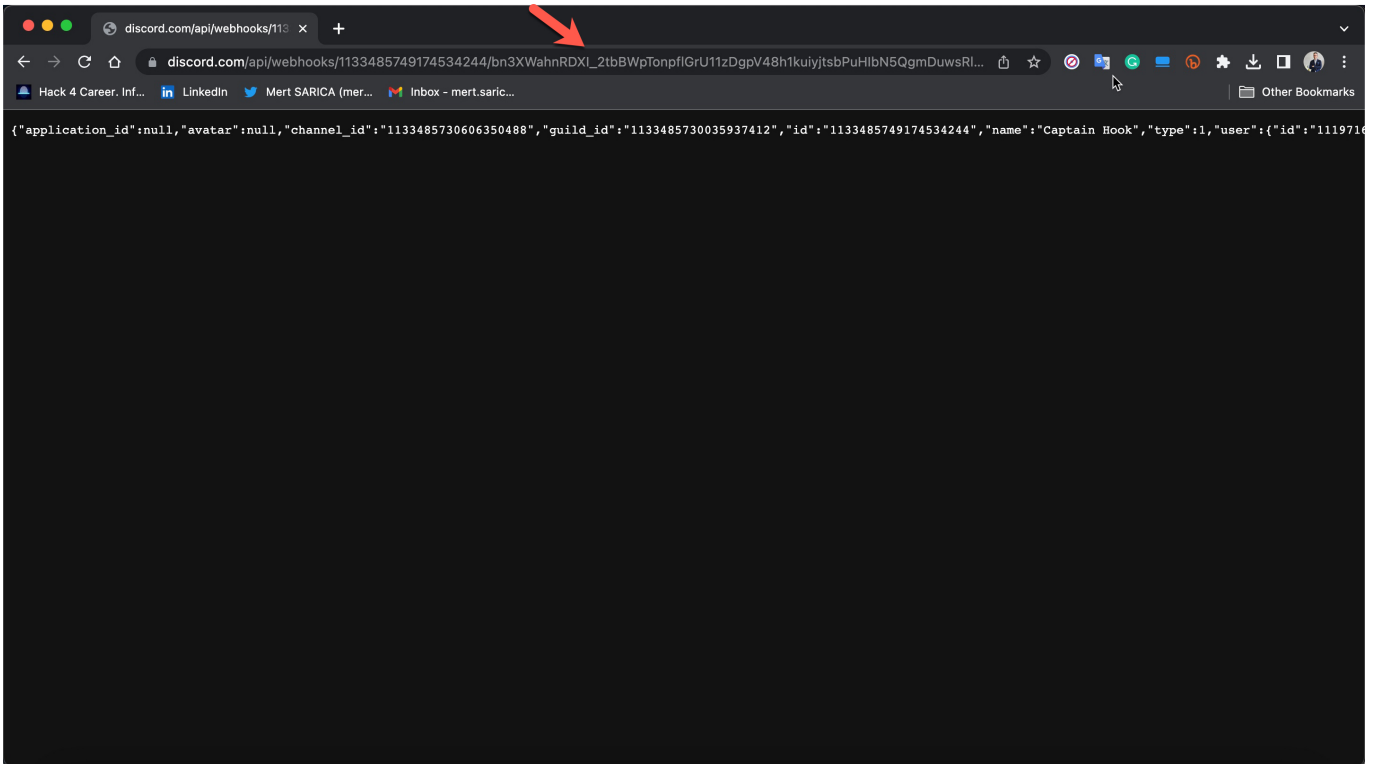 discord.com/api/webhooks/113
discord.com/api/webhooks/1133485749174534244/bn3XWahnRDXI_2tbBWpTonpflGrU11zDgpV48h1kuiyjtsbPuHIbN5QgmDuwsRl...
Hack 4 Career. Inf... LinkedIn Mert SARICA (mer... Inbox - mert.saric... Other Bookmarks
{"application_id":null,"avatar":null,"channel_id":"1133485730606350488","guild_id":"1133485730035937412","id":"1133485749174534244","name":"Captain Hook","type":1,"user":{"id":"1119716